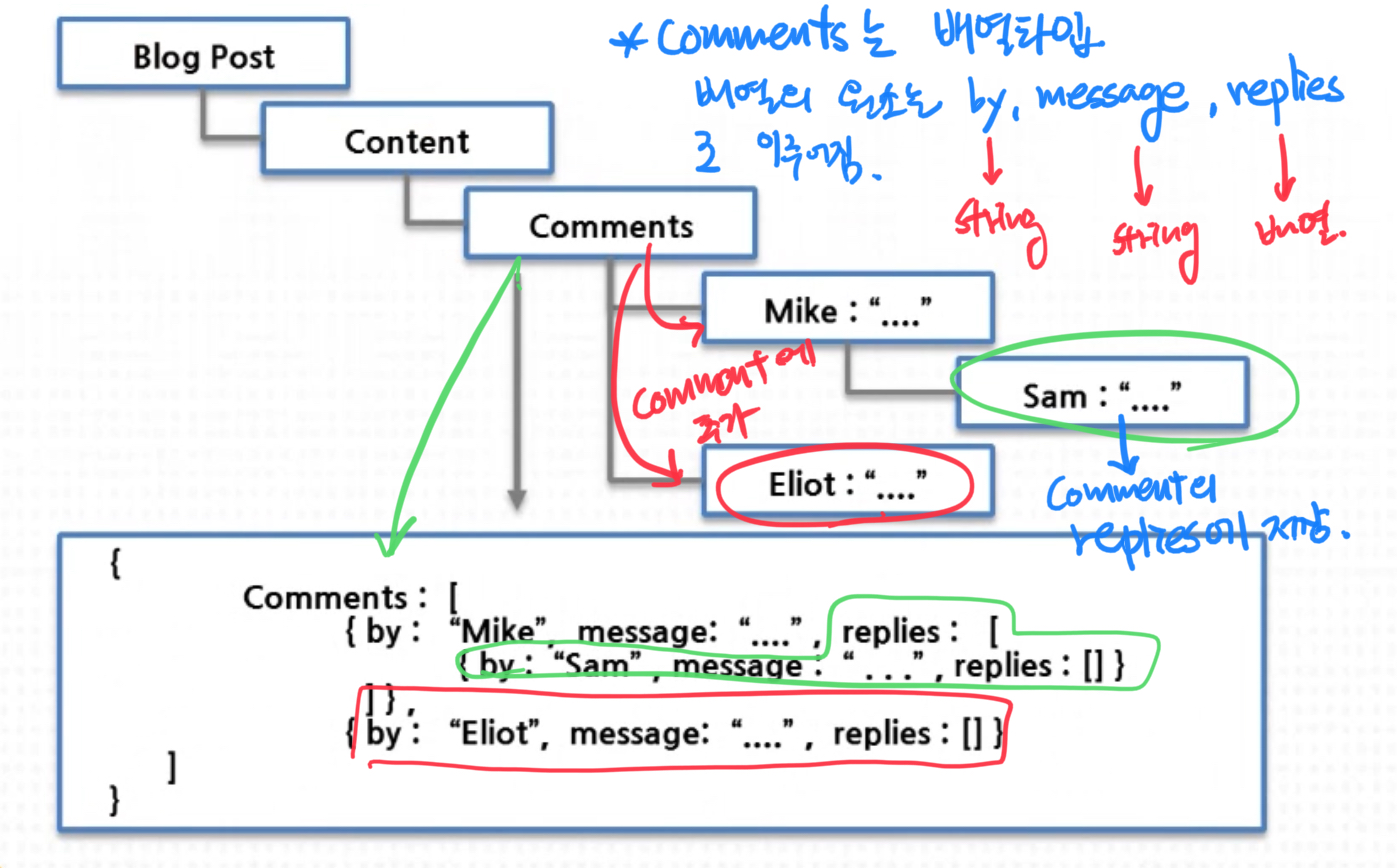 Blog Post
* Comments는 배열타입
배열의 원소는 by, message, replies
로 이루어짐.
Content
string
string
배열.
Comments
Mike : “....”
Comment에
추가
Sam : “....”
Eliot : “....”
Comment의
replies에 저장.
{
Comments : [
{ by : “Mike”, message: “....” , replies : [
{ by : “Sam”, message : “ . . . ” , replies : [] }
] } ,
{ by : “Eliot”, message: “....” , replies : [] }
]
}